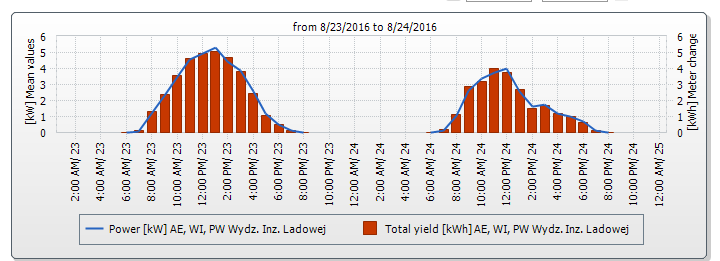 from 8/23/2016 to 8/24/2016
[kW] Mean values
6
5
4
3
2
1
0
6
5
4
3
2
1
0
[kWh] Meter change
2:00 AM/ 23
4:00 AM/ 23
6:00 AM/ 23
8:00 AM/ 23
10:00 AM/ 23
12:00 PM/ 23
2:00 PM/ 23
4:00 PM/ 23
6:00 PM/ 23
8:00 PM/ 23
10:00 PM/ 23
12:00 AM/ 24
2:00 AM/ 24
4:00 AM/ 24
6:00 AM/ 24
8:00 AM/ 24
10:00 AM/ 24
12:00 PM/ 24
2:00 PM/ 24
4:00 PM/ 24
6:00 PM/ 24
8:00 PM/ 24
10:00 PM/ 24
12:00 AM/ 25
Power [kW] AE, WI, PW Wydz. Inz. Ladowej
Total yield [kWh] AE, WI, PW Wydz. Inz. Ladowej